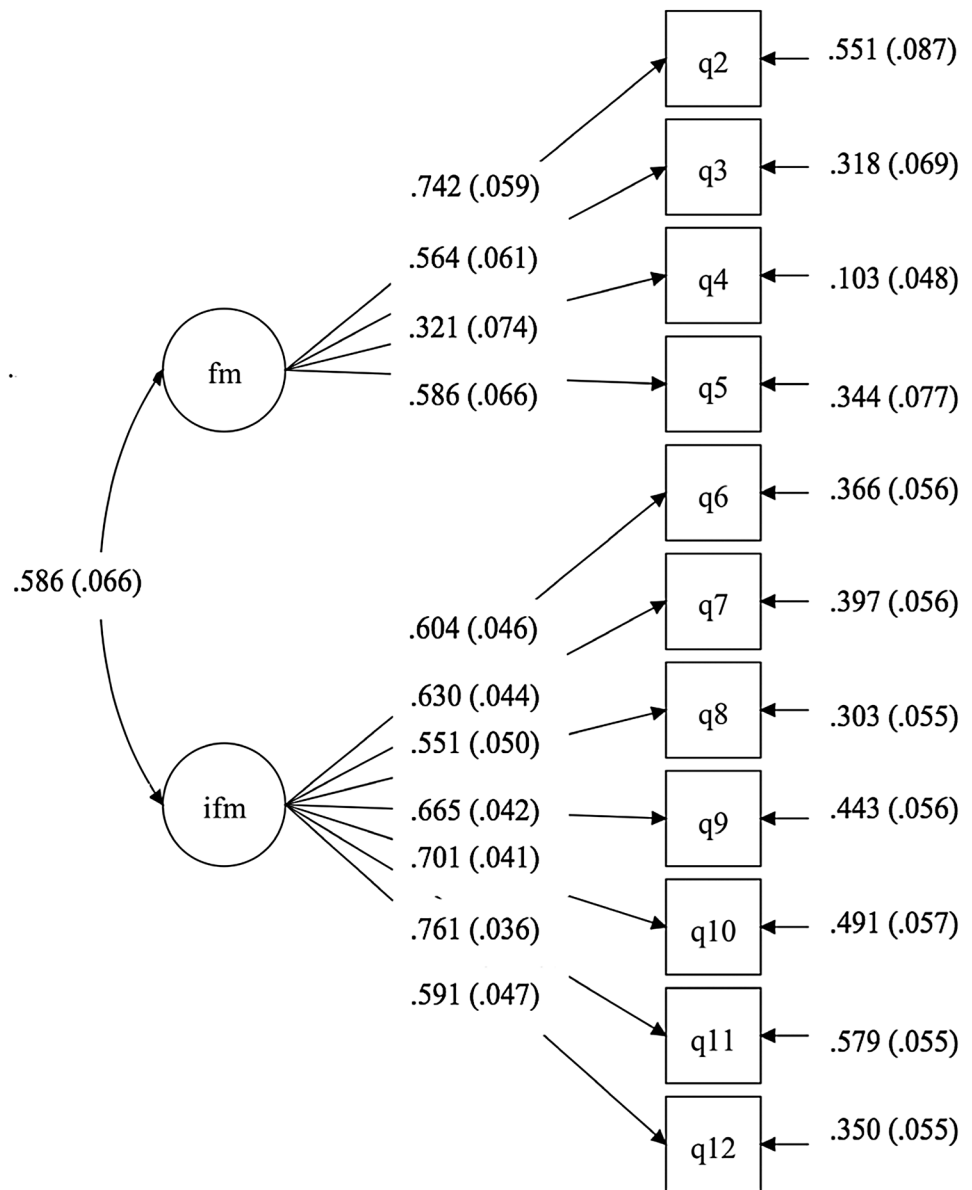 q2
.551 (.087)
.742 (.059)
q3
.318 (.069)
.564 (.061)
q4
.103 (.048)
.321 (.074)
fm
q5
.344 (.077)
.586 (.066)
q6
.366 (.056)
.586 (.066)
q7
.397 (.056)
.604 (.046)
.630 (.044)
q8
.303 (.055)
.551 (.050)
ifm
q9
.443 (.056)
.665 (.042)
.701 (.041)
q10
.491 (.057)
.761 (.036)
.591 (.047)
q11
.579 (.055)
q12
.350 (.055)